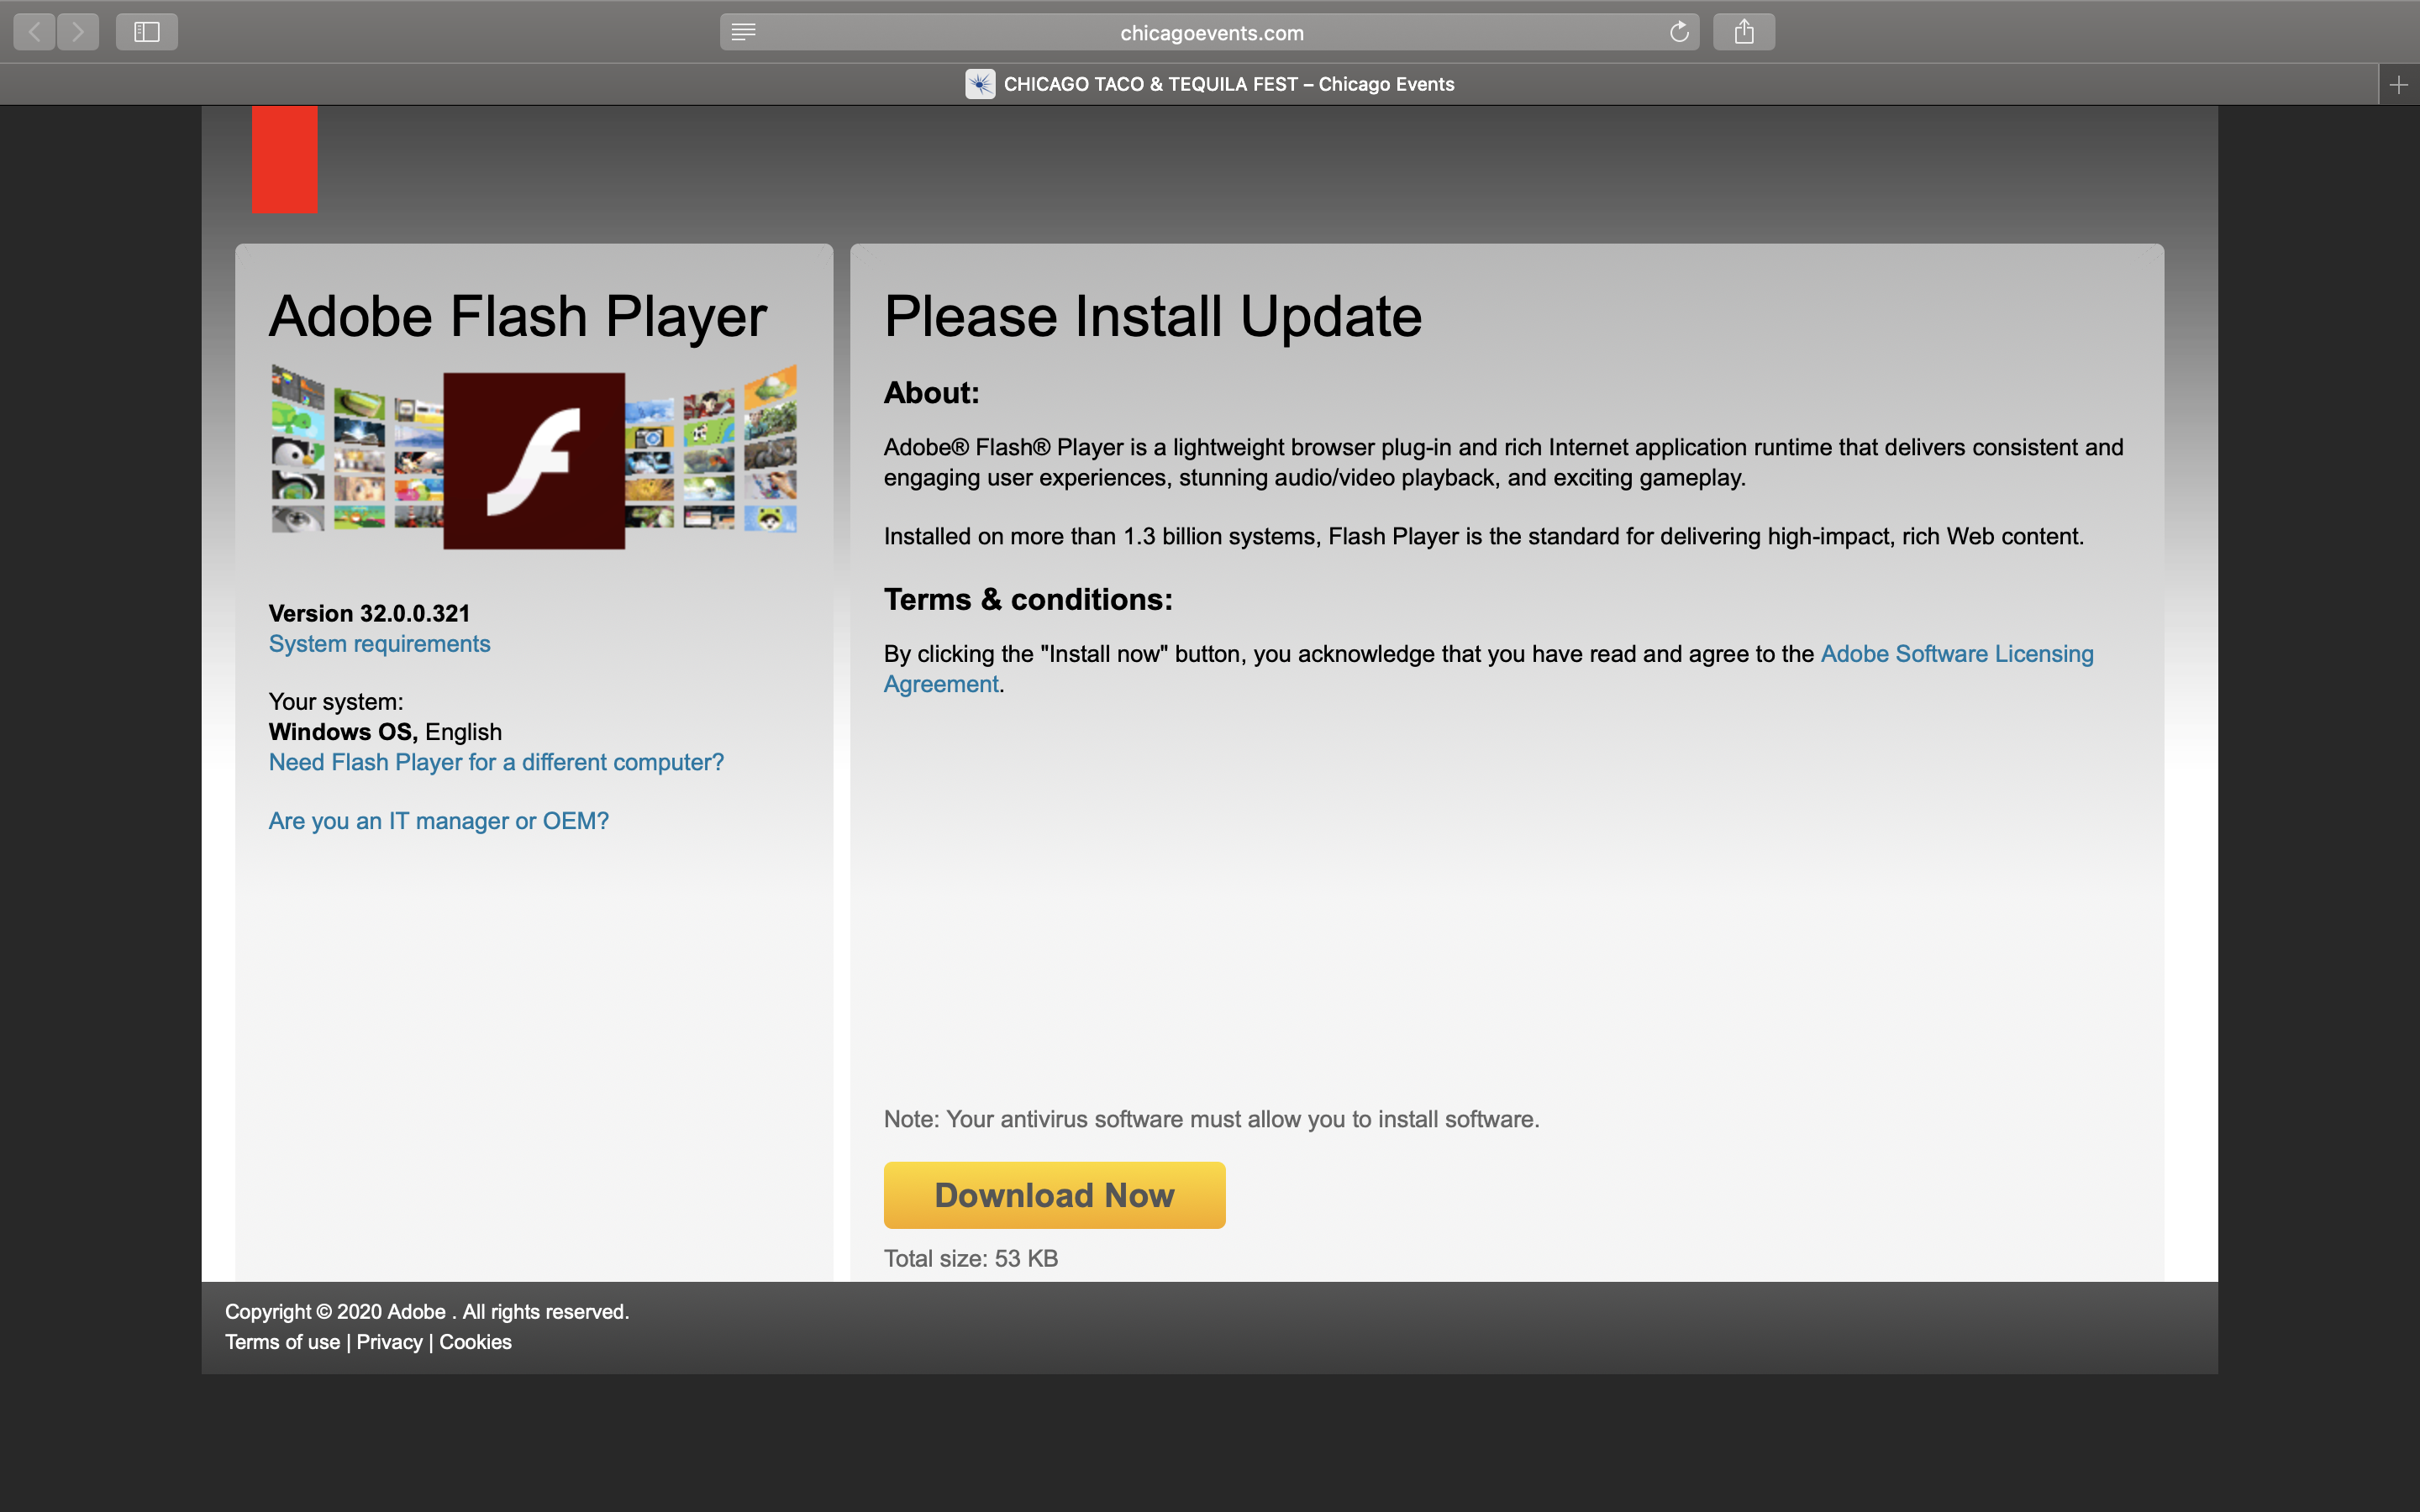 chicagoevents.com
CHICAGO TACO & TEQUILA FEST – Chicago Events
Adobe Flash Player
Version 32.0.0.321
System requirements
Your system:
Windows OS, English
Need Flash Player for a different computer?
Are you an IT manager or OEM?
Please Install Update
About:
Adobe® Flash® Player is a lightweight browser plug-in and rich Internet application runtime that delivers consistent and
engaging user experiences, stunning audio/video playback, and exciting gameplay.
Installed on more than 1.3 billion systems, Flash Player is the standard for delivering high-impact, rich Web content.
Terms & conditions:
By clicking the "Install now" button, you acknowledge that you have read and agree to the Adobe Software Licensing
Agreement.
Note: Your antivirus software must allow you to install software.
Download Now
Total size: 53 KB
Copyright © 2020 Adobe . All rights reserved.
Terms of use | Privacy | Cookies